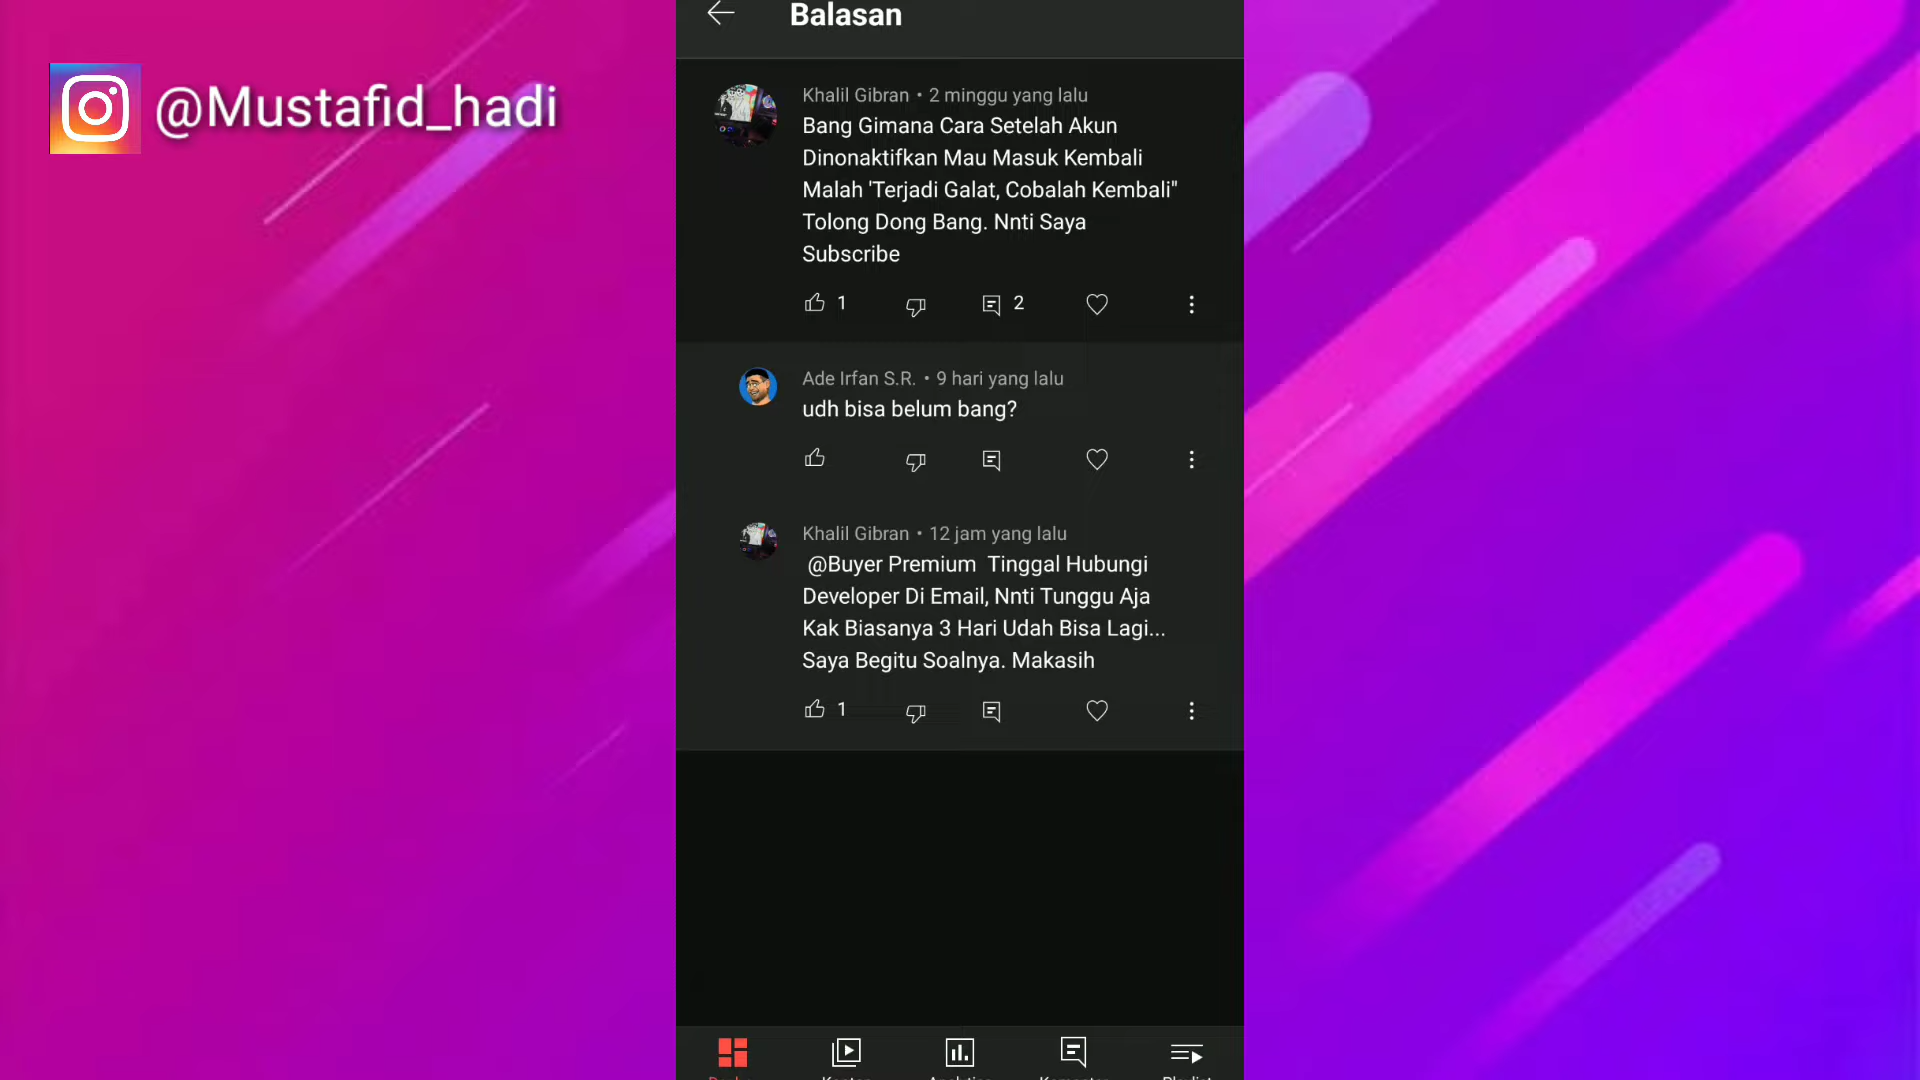 @Mustafid_hadi
Balasan
Khalil Gibran • 2 minggu yang lalu
Bang Gimana Cara Setelah Akun
Dinonaktifkan Mau Masuk Kembali
Malah 'Terjadi Galat, Cobalah Kembali"
Tolong Dong Bang. Nnti Saya
Subscribe
1 2
Ade Irfan S.R. • 9 hari yang lalu
udh bisa belum bang?
Khalil Gibran • 12 jam yang lalu
@Buyer Premium Tinggal Hubungi
Developer Di Email, Nnti Tunggu Aja
Kak Biasanya 3 Hari Udah Bisa Lagi...
Saya Begitu Soalnya. Makasih
1